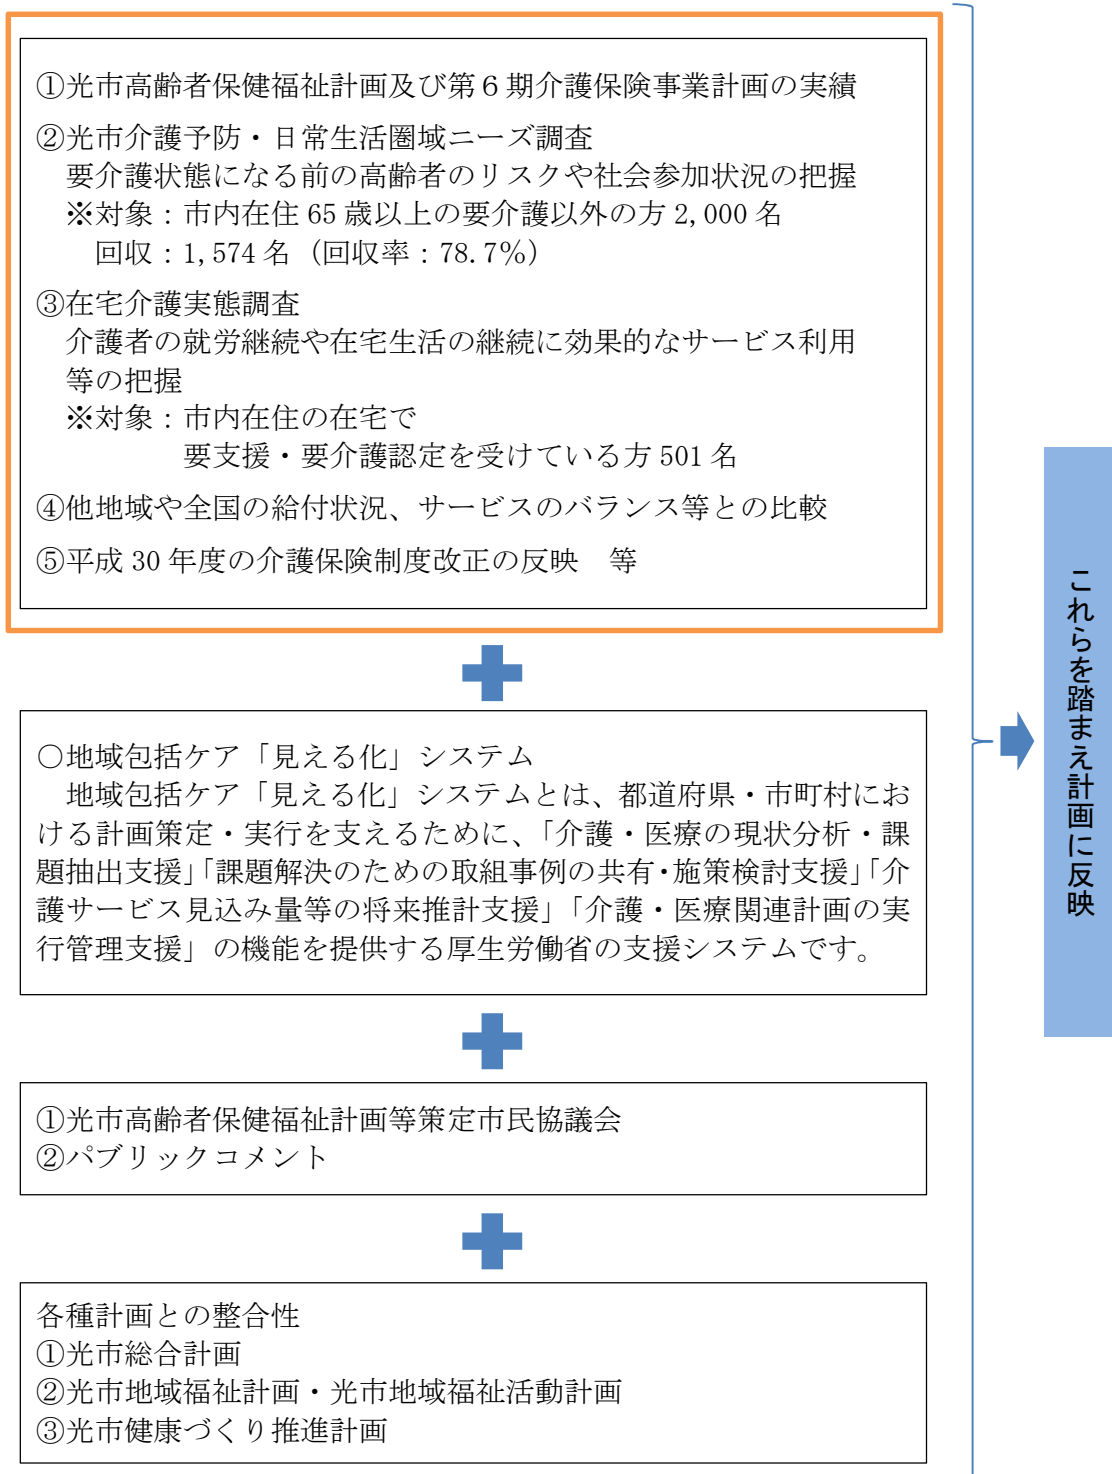 ①光市高齢者保健福祉計画及び第６期介護保険事業計画の実績
②光市介護予防・日常生活圏域ニーズ調査
要介護状態になる前の高齢者のリスクや社会参加状況の把握
※対象：市内在住 65 歳以上の要介護以外の方 2,000 名
回収：1,574 名（回収率：78.7％）
③在宅介護実態調査
介護者の就労継続や在宅生活の継続に効果的なサービス利用
等の把握
※対象：市内在住の在宅で
要支援・要介護認定を受けている方 501 名
④他地域や全国の給付状況、サービスのバランス等との比較
⑤平成 30 年度の介護保険制度改正の反映　等
○地域包括ケア「見える化」システム
地域包括ケア「見える化」システムとは、都道府県・市町村にお
ける計画策定・実行を支えるために、「介護・医療の現状分析・課
題抽出支援」「課題解決のための取組事例の共有・施策検討支援」「介
護サービス見込み量等の将来推計支援」「介護・医療関連計画の実
行管理支援」の機能を提供する厚生労働省の支援システムです。
①光市高齢者保健福祉計画等策定市民協議会
②パブリックコメント
各種計画との整合性
①光市総合計画
②光市地域福祉計画・光市地域福祉活動計画
③光市健康づくり推進計画
これらを踏まえ計画に反映